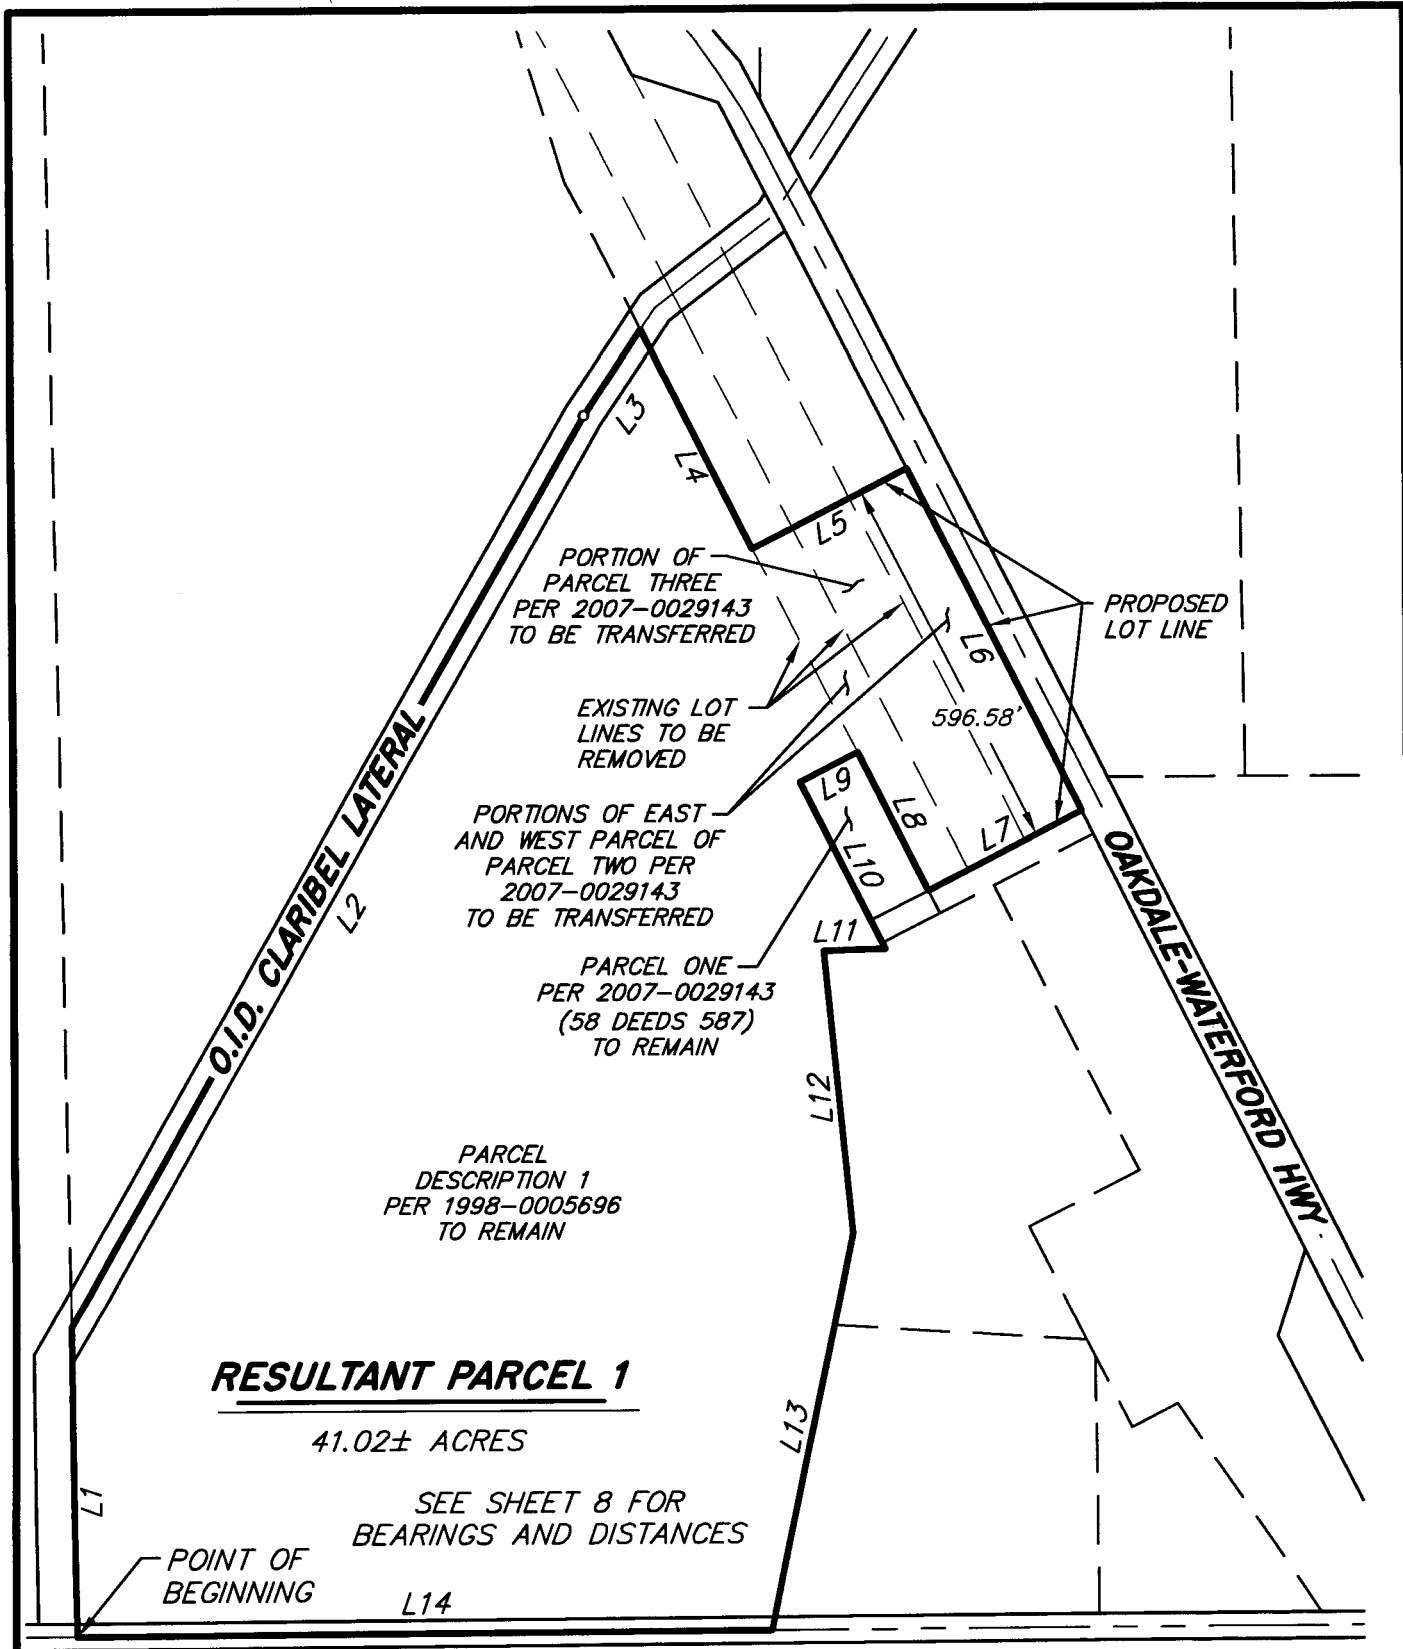 L3
L4
L5
PORTION OF
PARCEL THREE
PER 2007-0029143
TO BE TRANSFERRED
PROPOSED
LOT LINE
L6
EXISTING LOT
LINES TO BE
REMOVED
596.58'
L9
L8
L7
L10
PORTIONS OF EAST
AND WEST PARCEL OF
PARCEL TWO PER
2007-0029143
TO BE TRANSFERRED
O.I.D. CLARIBEL LATERAL
L2
OAKDALE-WATERFORD HWY.
L11
PARCEL ONE
PER 2007-0029143
(58 DEEDS 587)
TO REMAIN
L12
PARCEL
DESCRIPTION 1
PER 1998-0005696
TO REMAIN
RESULTANT PARCEL 1
41.02± ACRES
L13
L1
SEE SHEET 8 FOR
BEARINGS AND DISTANCES
POINT OF
BEGINNING
L14